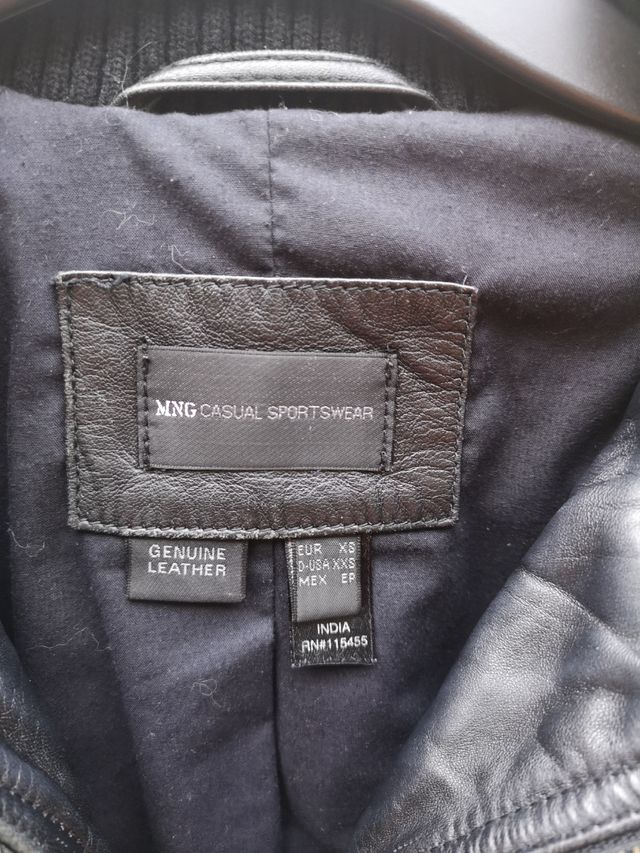 MNG CASUAL SPORTSWEAR
GENUINE
LEATHER
EUR XS
D-USA XXS
MEX EP
INDIA
RN#115455